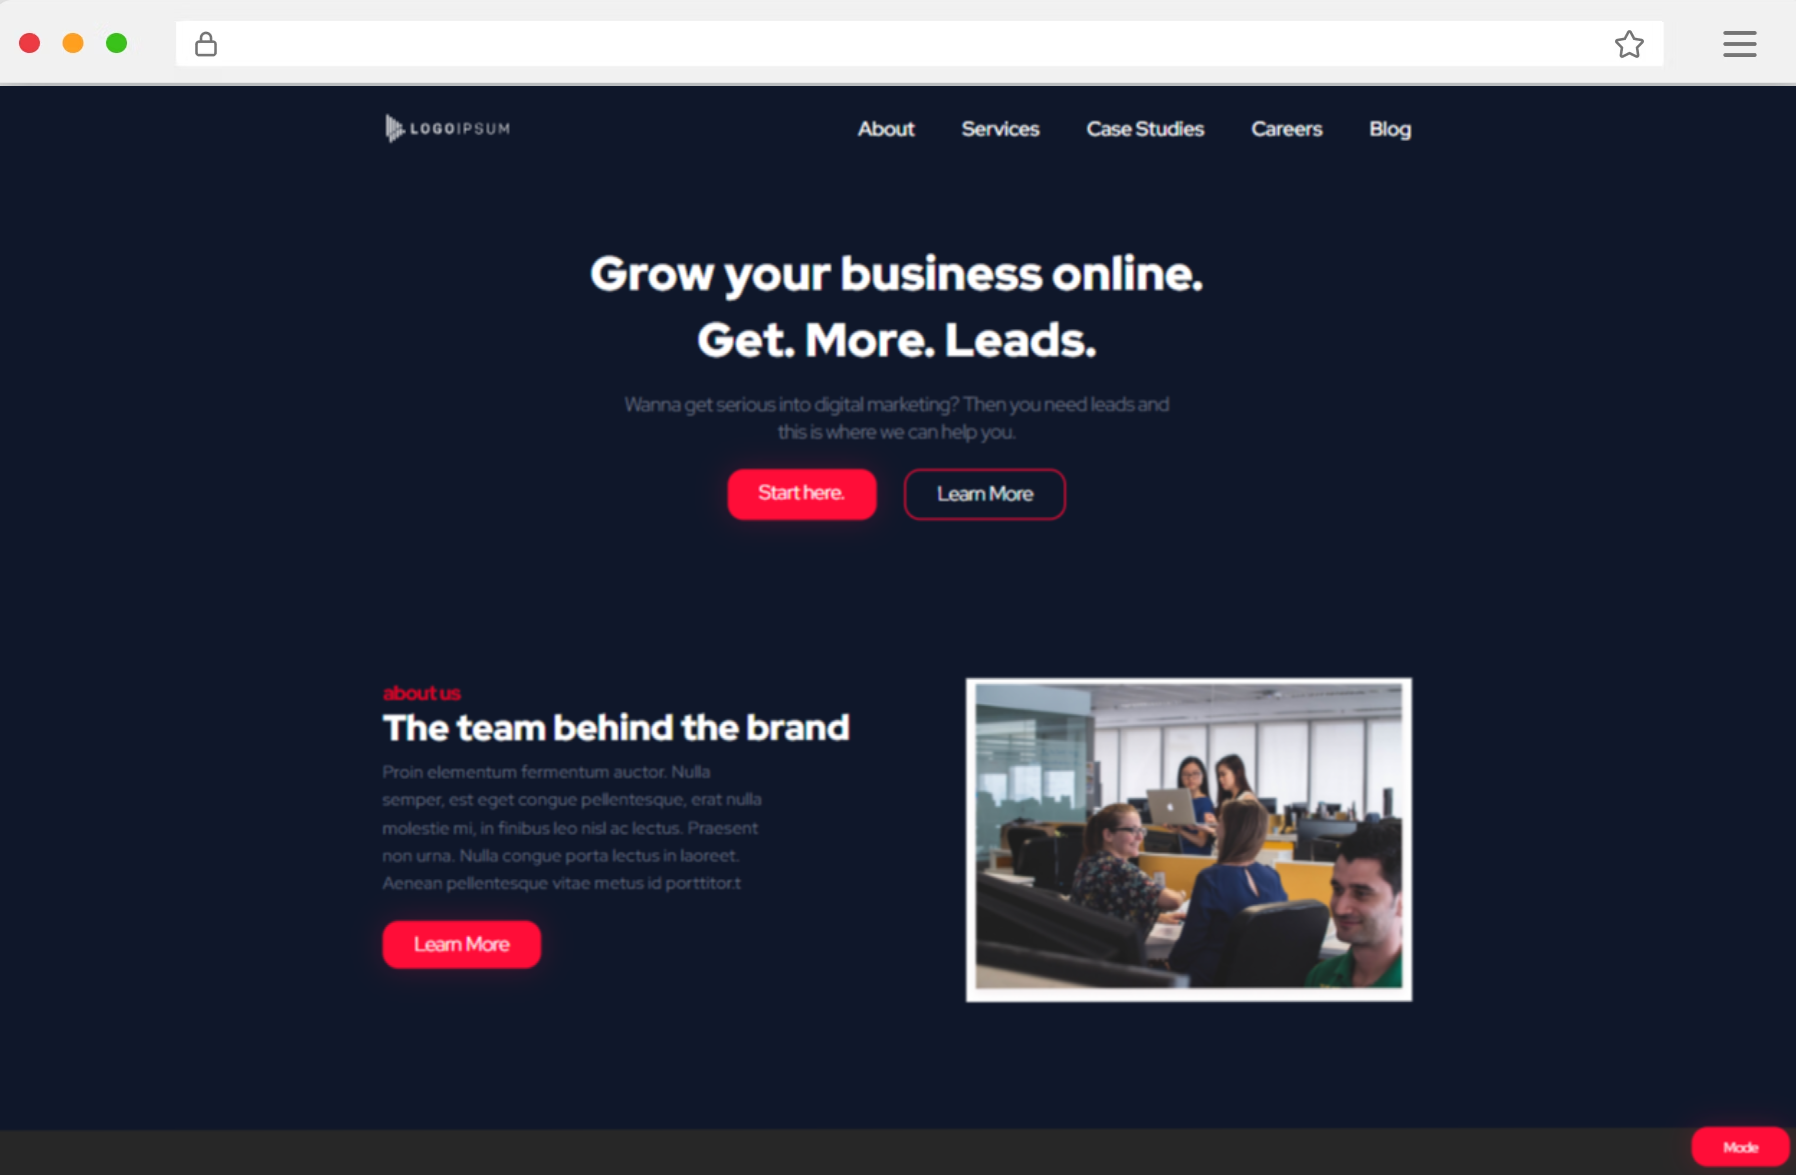 LOGOIPSUM
About Services Case Studies Careers Blog
Grow your business online.
Get. More. Leads.
Wanna get serious into digital marketing? Then you need leads and
this is where we can help you.
Start here. Learn More
about us
The team behind the brand
Proin elementum fermentum auctor. Nulla
semper, est eget congue pellentesque, erat nulla
molestie mi, in finibus leo nisl ac lectus. Praesent
non urna. Nulla congue porta lectus in laoreet.
Aenean pellentesque vitae metus id porttitor.t
Learn More
Mode